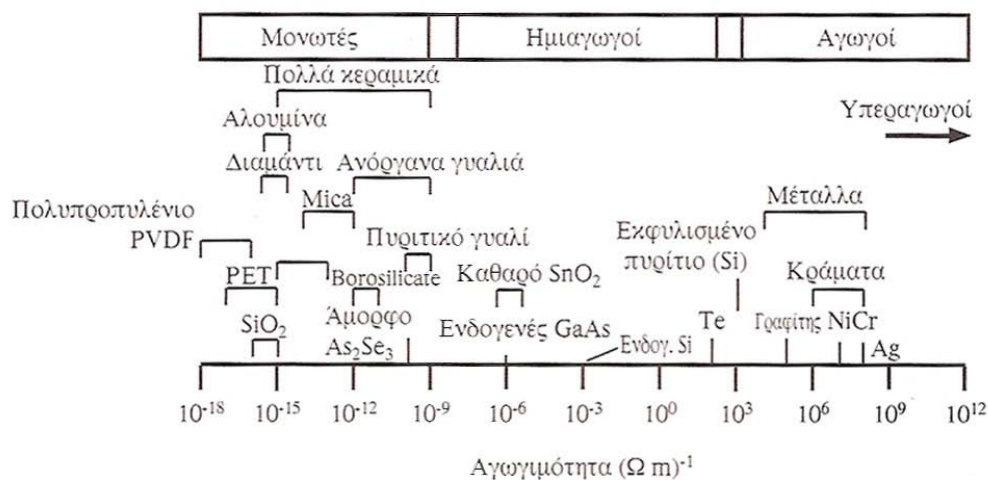 Μονωτές Ημιαγωγοί Αγωγοί
Πολλά κεραμικά
Υπεραγωγοί
Αλουμίνα
Διαμάντι Ανόργανα γυαλιά
Mica Μέταλλα
Πολυπροπυλένιο
PVDF
Πυριτικό γυαλί
Εκφυλισμένο
πυρίτιο (Si)
PET Borosilicate Καθαρό SnO₂ Κράματα
SiO₂ Άμορφο
As₂Se₃
Ενδογενές GaAs Ενδογ. Si Te Γραφίτης NiCr
Ag
10⁻¹⁸ 10⁻¹⁵ 10⁻¹² 10⁻⁹ 10⁻⁶ 10⁻³ 10⁰ 10³ 10⁶ 10⁹ 10¹²
Αγωγιμότητα (Ω m)⁻¹